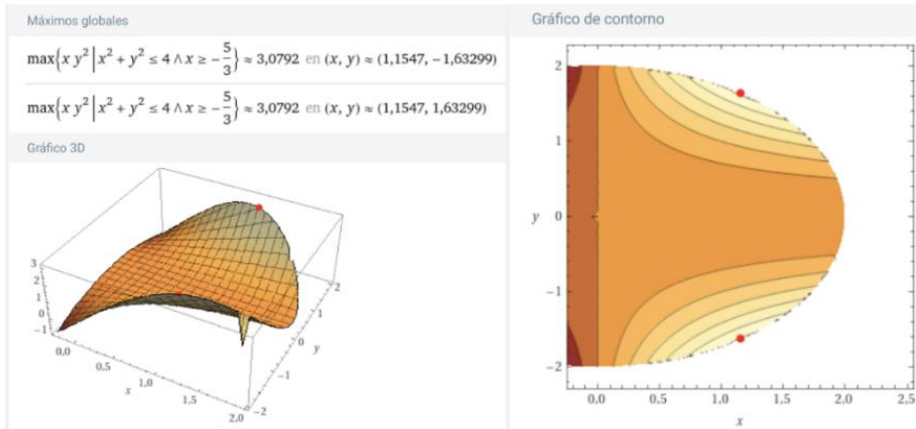 Máximos globales
max{x y² | x² + y² ≤ 4 ∧ x ≥ -5/3} ≈ 3,0792 en (x, y) ≈ (1,1547, -1,63299)
max{x y² | x² + y² ≤ 4 ∧ x ≥ -5/3} ≈ 3,0792 en (x, y) ≈ (1,1547, 1,63299)
Gráfico 3D
3
2
1
0
-1
0.0
0.5
1.0
1.5
2.0
x
-2
-1
0
1
2
y
Gráfico de contorno
2
1
y 0
-1
-2
0.0 0.5 1.0 1.5 2.0 2.5
x